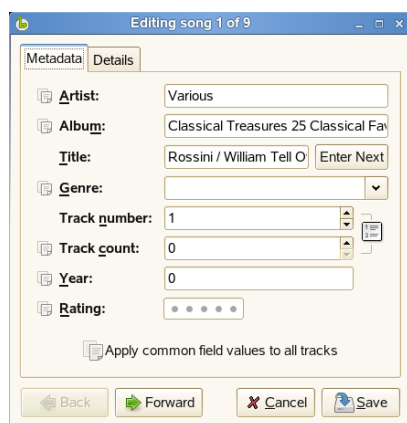 Editing song 1 of 9
Metadata Details
Artist: Various
Album: Classical Treasures 25 Classical Fav
Title: Rossini / William Tell O Enter Next
Genre:
Track number: 1
Track count: 0
Year: 0
Rating:
Apply common field values to all tracks
Back Forward Cancel Save